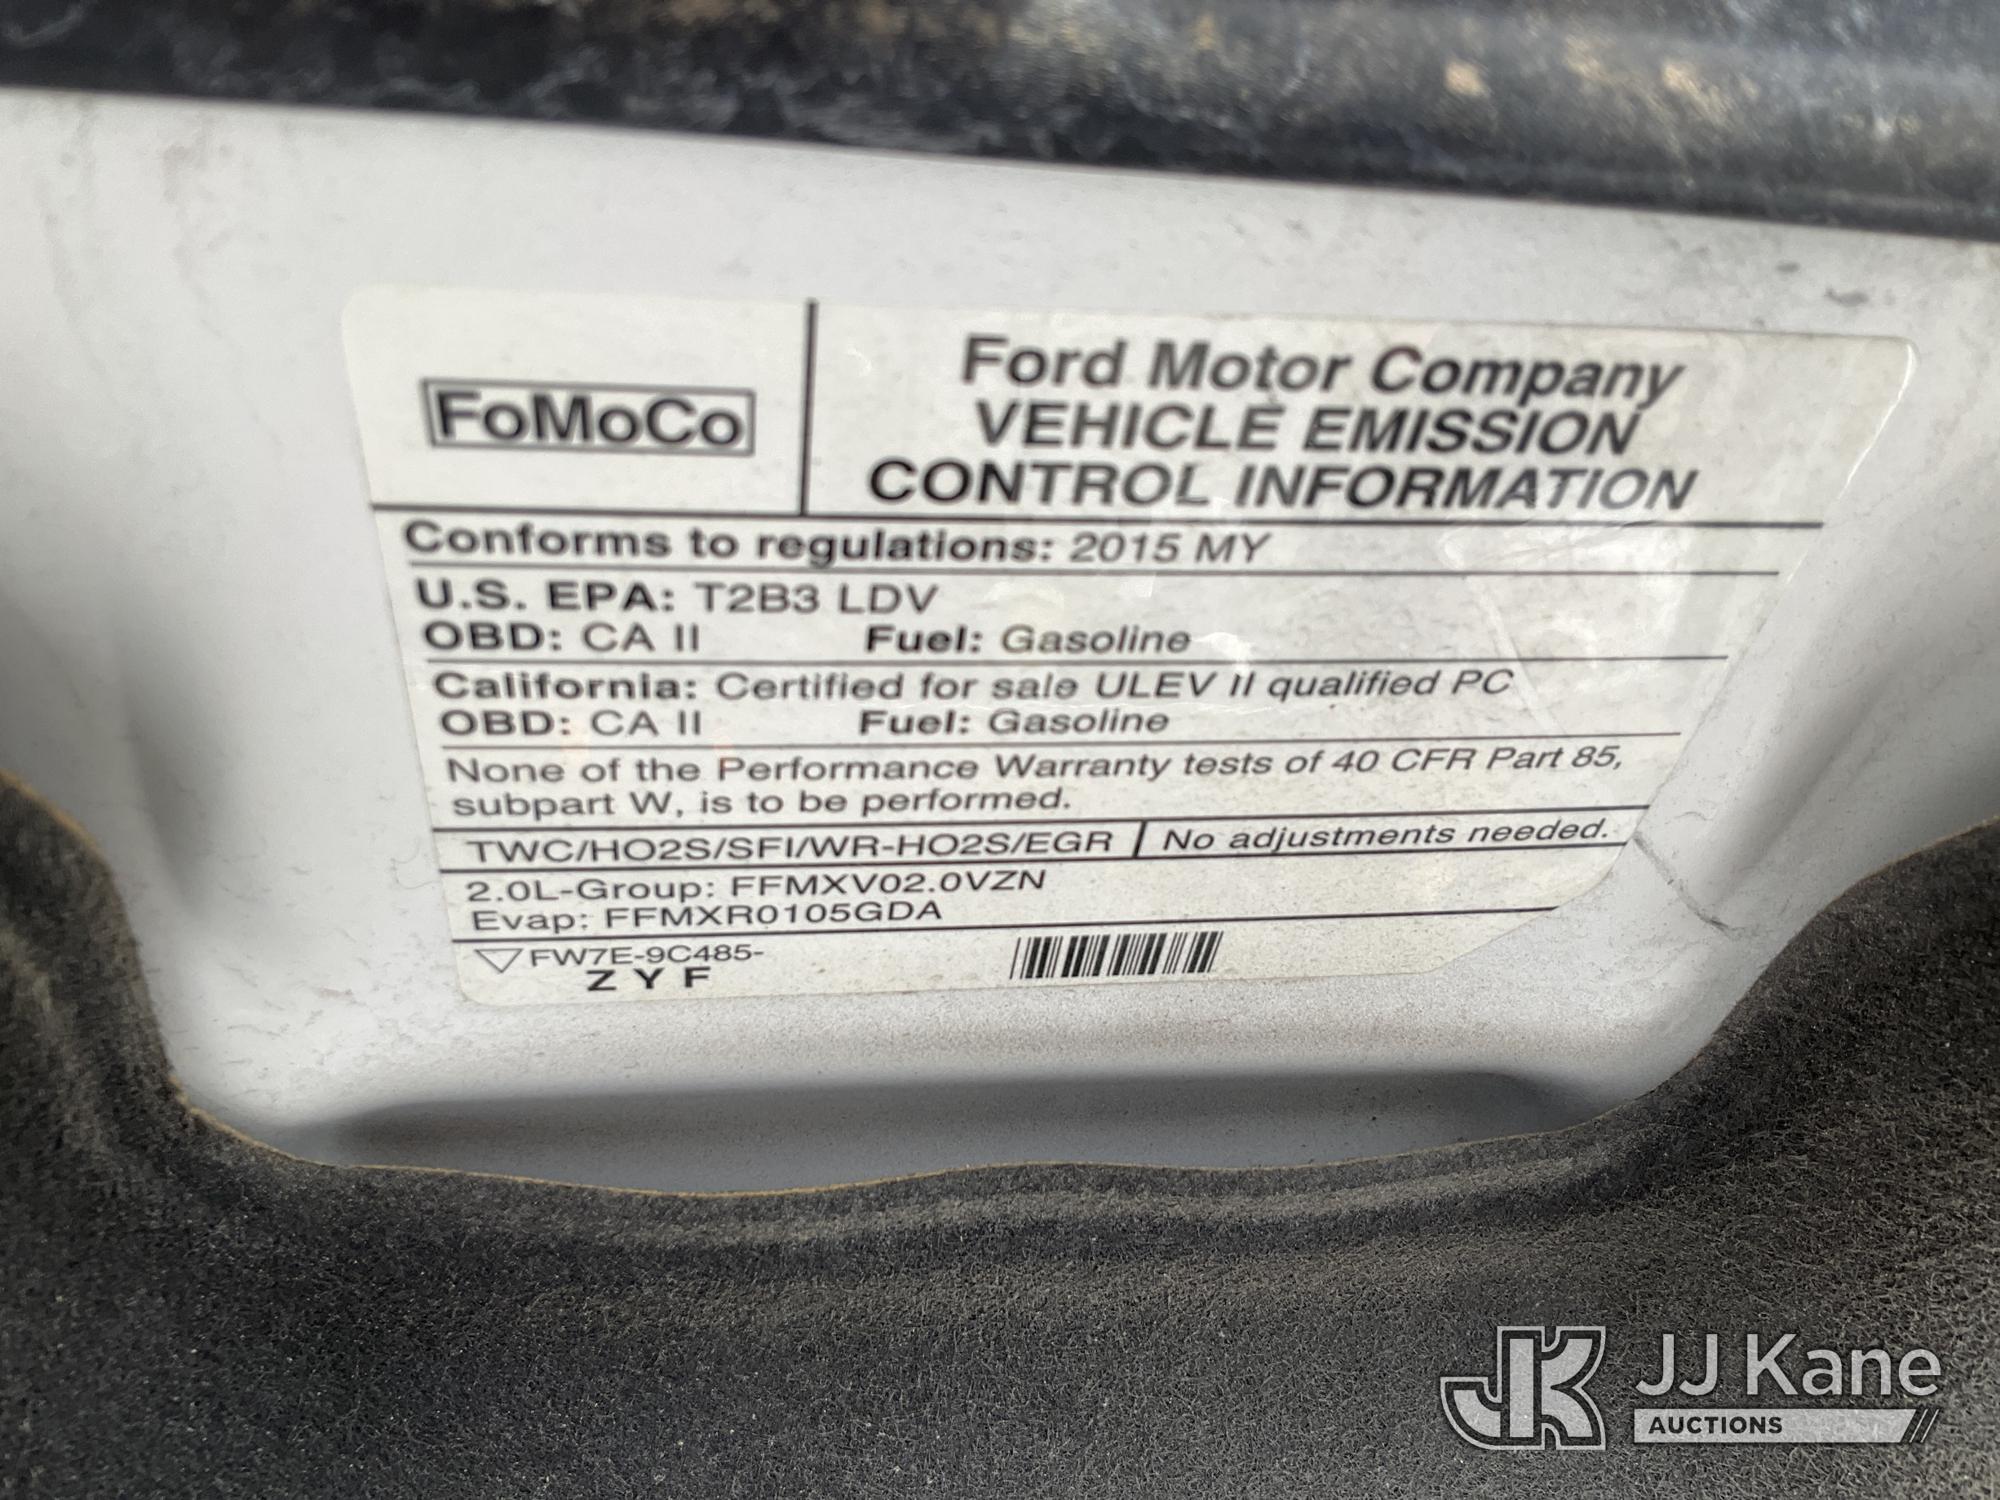 FoMoCo
Ford Motor Company
VEHICLE EMISSION
CONTROL INFORMATION
Conforms to regulations: 2015 MY
U.S. EPA: T2B3 LDV
OBD: CA II Fuel: Gasoline
California: Certified for sale ULEV II qualified PC
OBD: CA II Fuel: Gasoline
None of the Performance Warranty tests of 40 CFR Part 85,
subpart W, is to be performed.
TWC/HO2S/SFI/WR-HO2S/EGR No adjustments needed.
2.0L-Group: FFMXV02.0VZN
Evap: FFMXR0105GDA
FW7E-9C485-
ZYF
JK JJ Kane
AUCTIONS